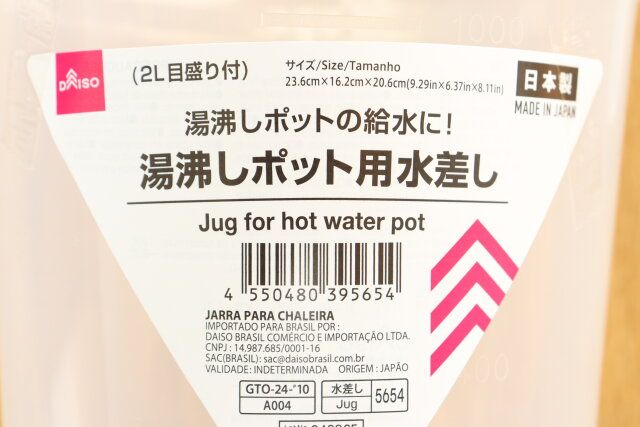 1000
DAISO
(2L目盛り付)
サイズ/Size/Tamanho
23.6cm×16.2cm×20.6cm(9.29in×6.37in×8.11in)
日本製
MADE IN JAPAN
湯沸しポットの給水に!
湯沸しポット用水差し
Jug for hot water pot
4 550480 395654
JARRA PARA CHALEIRA
IMPORTADO PARA BRASIL POR :
DAISO BRASIL COMÉRCIO E IMPORTAÇÃO LTDA.
CNPJ : 14,987.685/0001-16
SAC(BRASIL): sac@daisobrasil.com.br
VALIDADE: INDETERMINADA ORIGEM : JAPÃO
GTO-24-*10 水差し 5654
A004 Jug